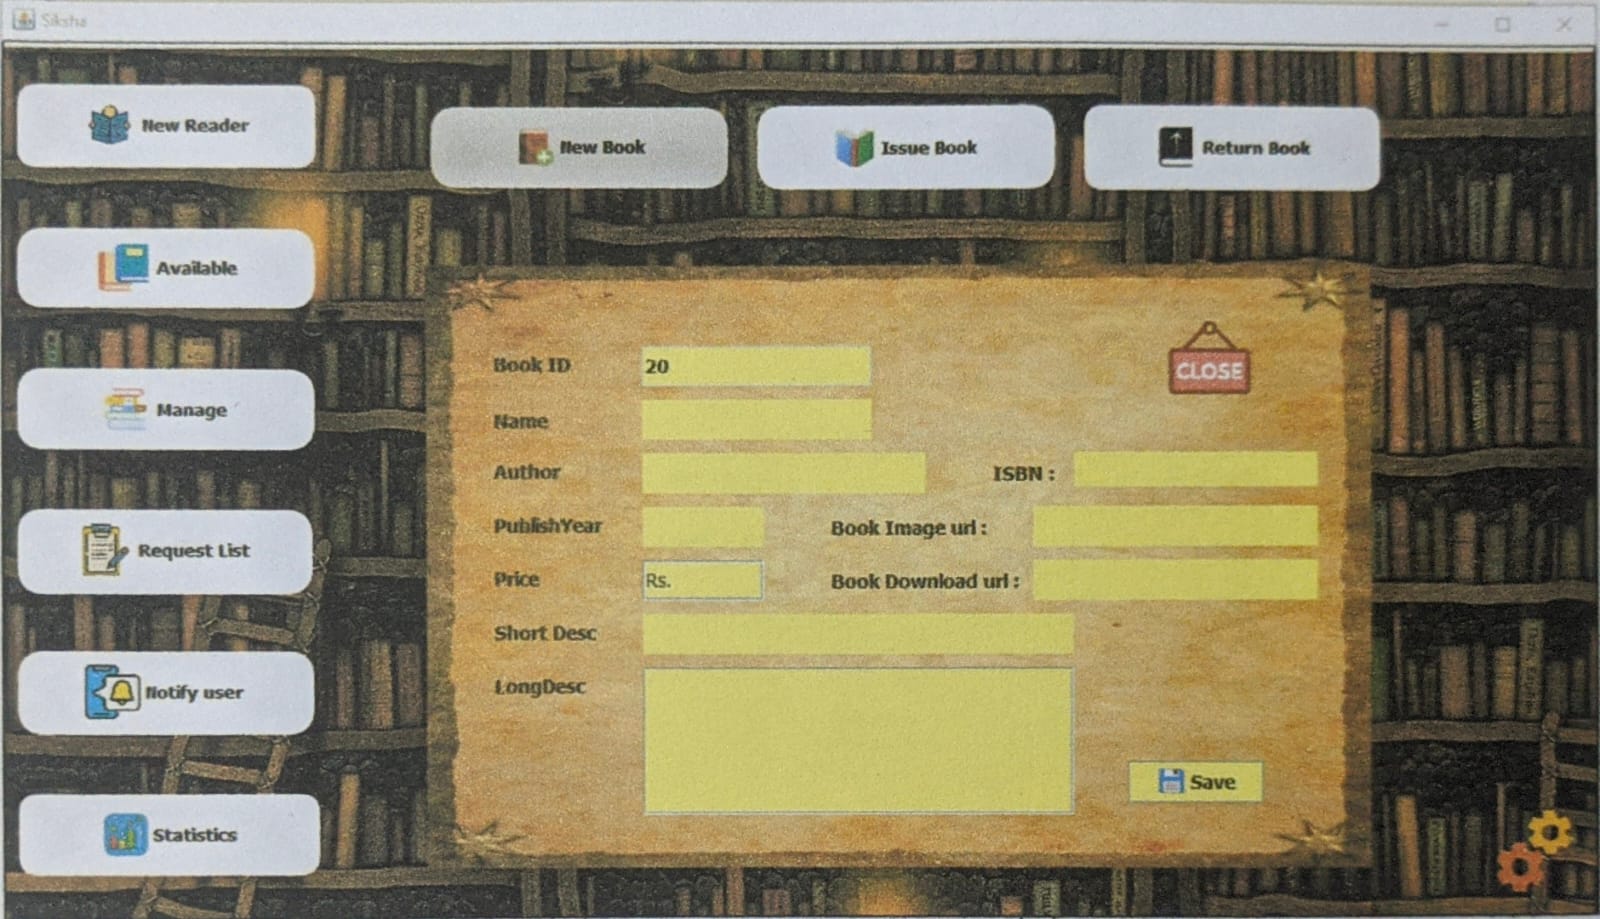 Siksha
New Reader
New Book
Issue Book
Return Book
Available
Manage
Request List
Notify user
Statistics
CLOSE
Book ID 20
Name
Author
ISBN :
PublishYear
Book Image url :
Price Rs.
Book Download url :
Short Desc
LongDesc
Save